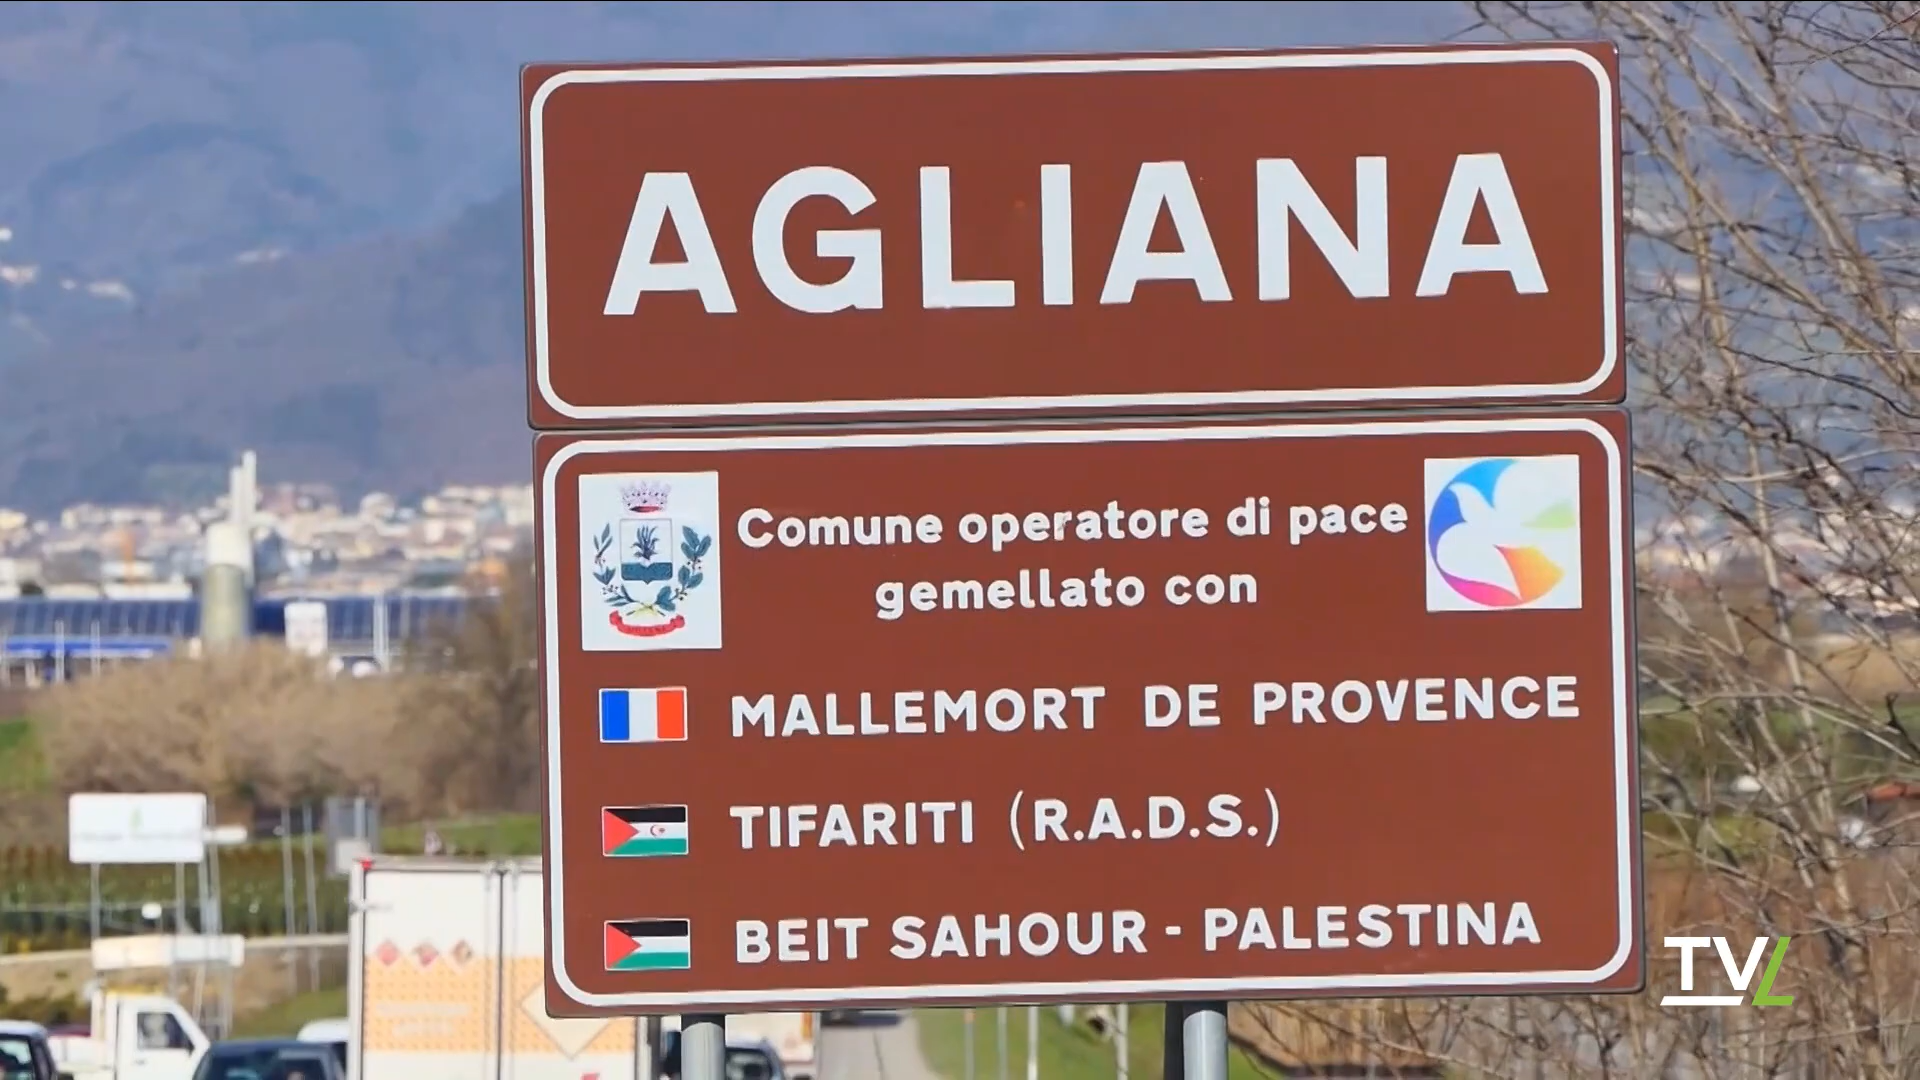 AGLIANA
Comune operatore di pace
gemellato con
MALLEMORT DE PROVENCE
TIFARITI (R.A.D.S.)
BEIT SAHOUR - PALESTINA
TVL